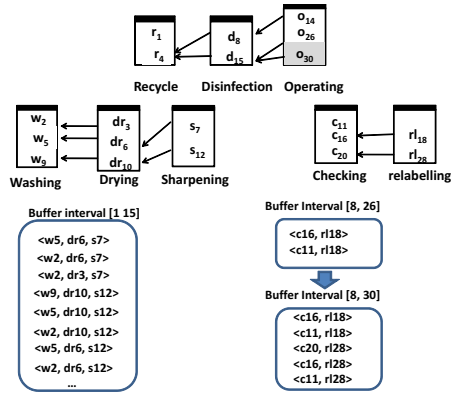 r1
r4
d8
d15
o14
o26
o30
Recycle Disinfection Operating
w2
w5
w9
dr3
dr6
dr10
s7
s12
Washing Drying Sharpening
c11
c16
c20
rl18
rl28
Checking relabelling
Buffer interval [1 15]
<w5, dr6, s7>
<w2, dr6, s7>
<w2, dr3, s7>
<w9, dr10, s12>
<w5, dr10, s12>
<w2, dr10, s12>
<w5, dr6, s12>
<w2, dr6, s12>
...
Buffer Interval [8, 26]
<c16, rl18>
<c11, rl18>
Buffer Interval [8, 30]
<c16, rl18>
<c11, rl18>
<c20, rl28>
<c16, rl28>
<c11, rl28>